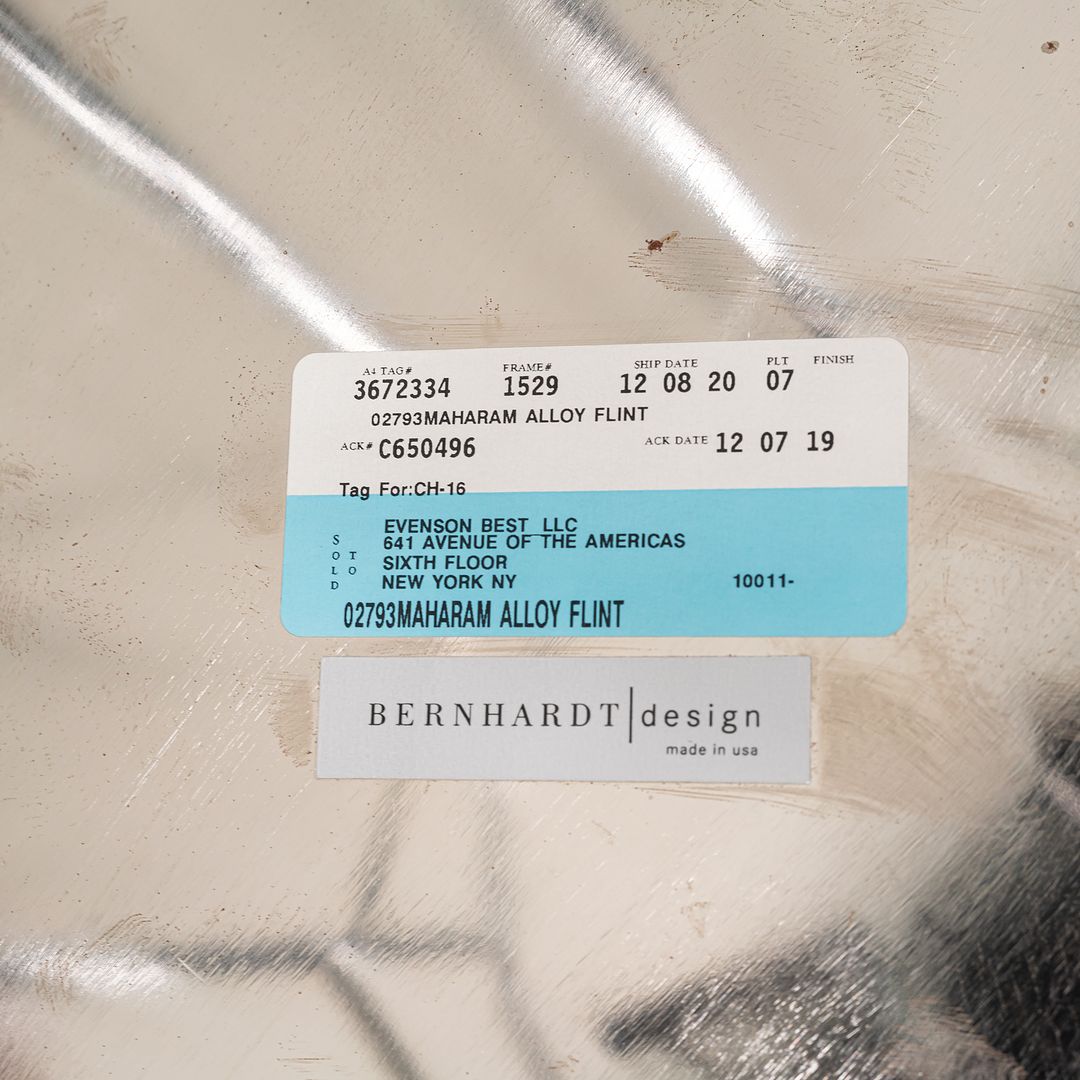 A4 TAG# FRAME# SHIP DATE PLT FINISH
3672334 1529 12 08 20 07
02793MAHARAM ALLOY FLINT
ACK# C650496 ACK DATE 12 07 19
Tag For:CH-16
SOLD TO
EVENSON BEST LLC
641 AVENUE OF THE AMERICAS
SIXTH FLOOR
NEW YORK NY 10011-
02793MAHARAM ALLOY FLINT
BERNHARDT|design
made in usa